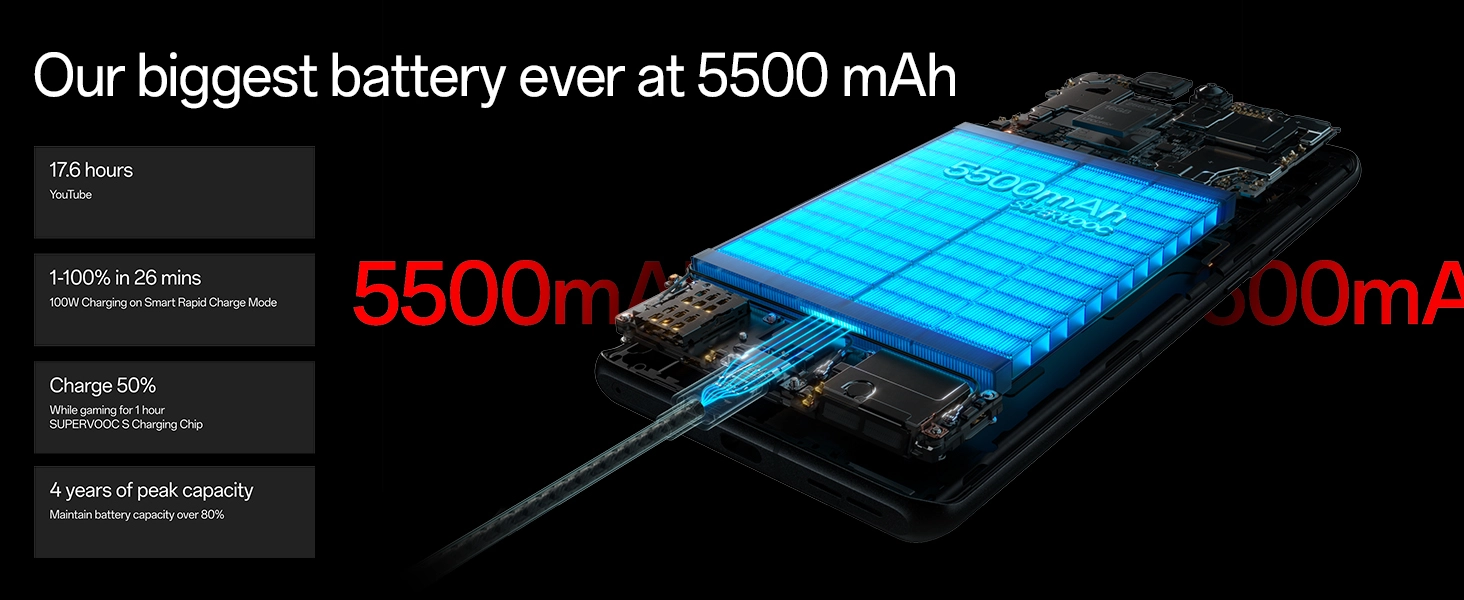 Our biggest battery ever at 5500 mAh
17.6 hours
YouTube
1-100% in 26 mins
100W Charging on Smart Rapid Charge Mode
Charge 50%
While gaming for 1 hour
SUPERVOOC S Charging Chip
4 years of peak capacity
Maintain battery capacity over 80%
5500mAh
SUPERVOOC
5500mA
500mA